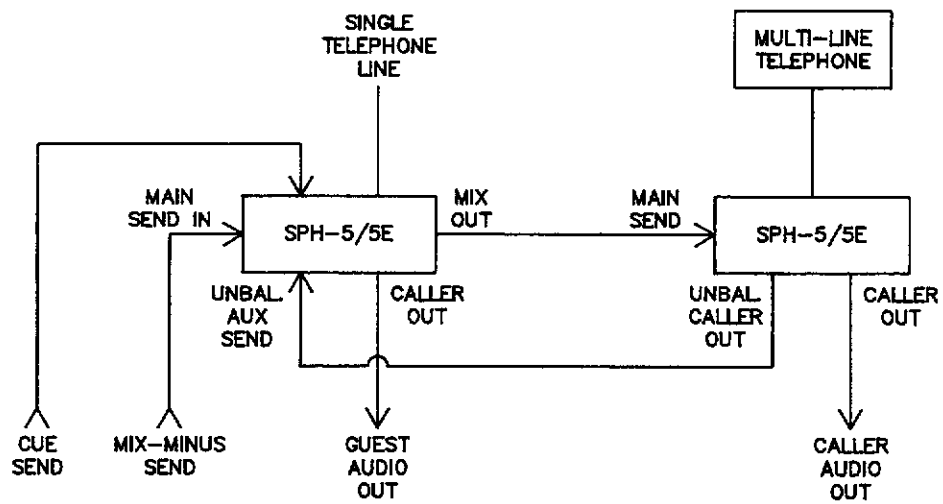 SINGLE
TELEPHONE
LINE
MULTI-LINE
TELEPHONE
MAIN
SEND IN
SPH-5/5E
MIX
OUT
MAIN
SEND
SPH-5/5E
UNBAL.
AUX
SEND
CALLER
OUT
UNBAL.
CALLER
OUT
CALLER
OUT
CUE
SEND
MIX-MINUS
SEND
GUEST
AUDIO
OUT
CALLER
AUDIO
OUT